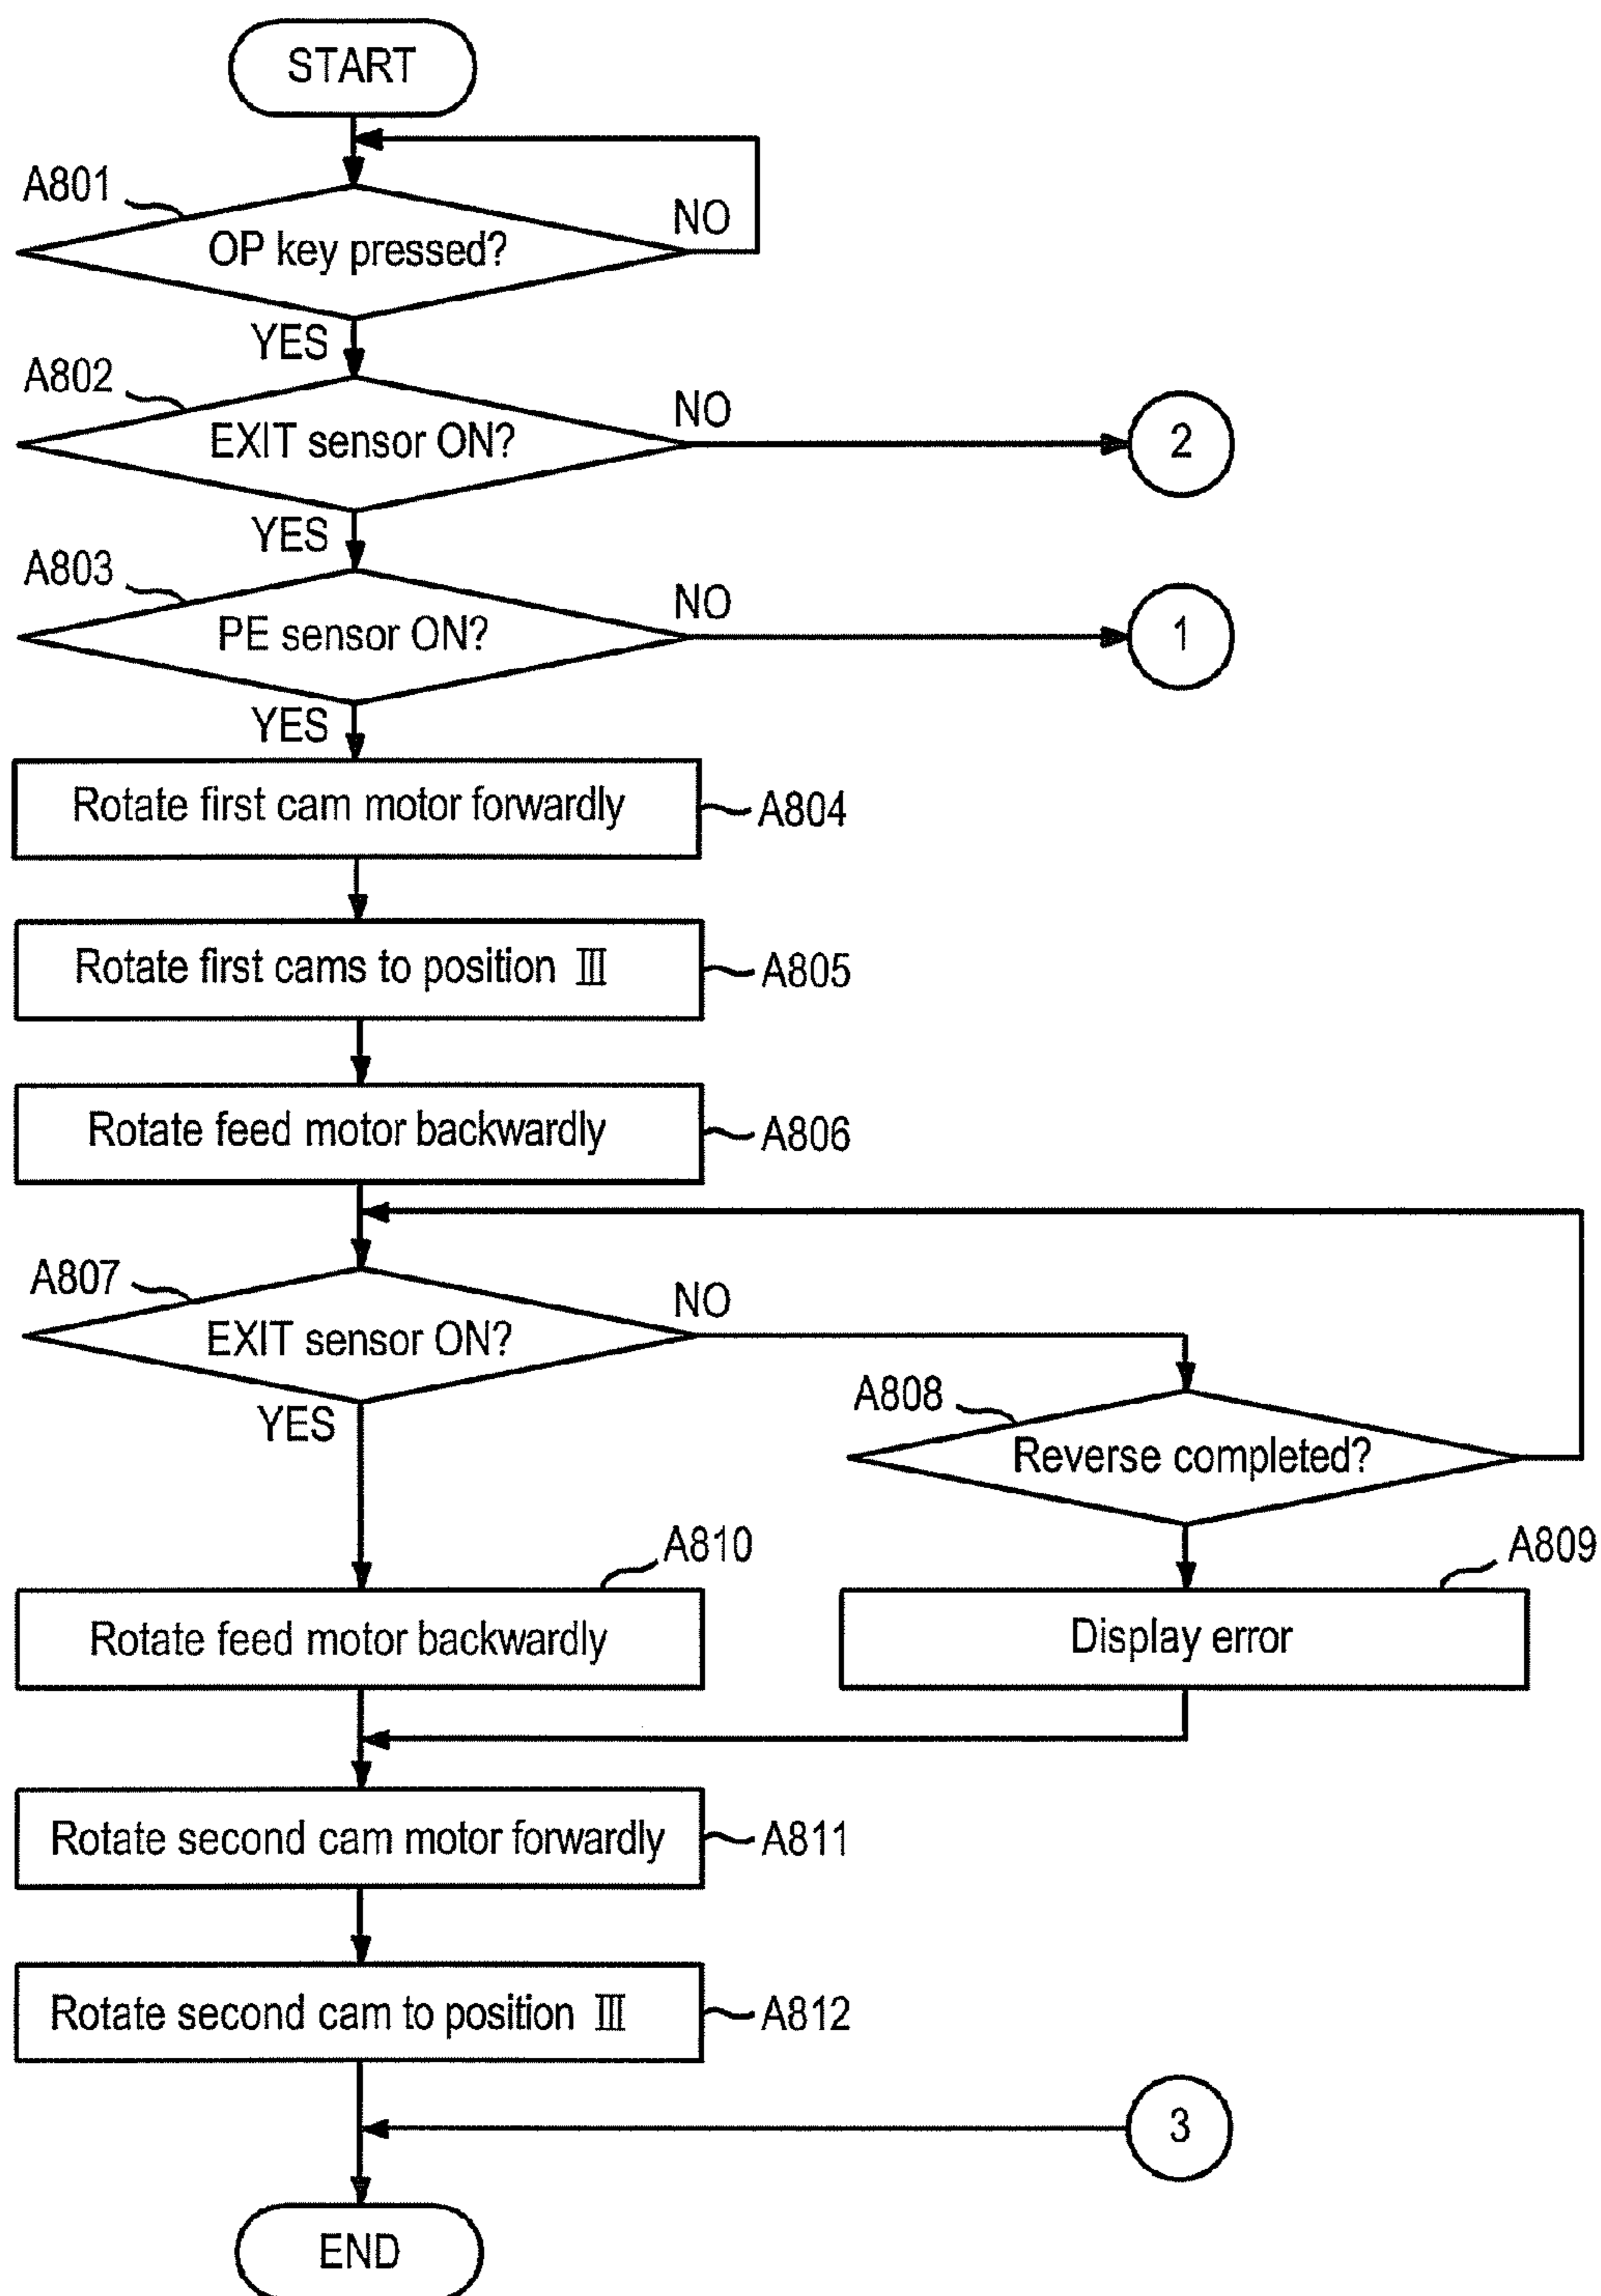 START
A801
OP key pressed?
NO
YES
A802
EXIT sensor ON?
NO
2
YES
A803
PE sensor ON?
NO
1
YES
Rotate first cam motor forwardly
A804
Rotate first cams to position Ⅲ
A805
Rotate feed motor backwardly
A806
A807
EXIT sensor ON?
NO
YES
A808
Reverse completed?
A810
Rotate feed motor backwardly
A809
Display error
Rotate second cam motor forwardly
A811
Rotate second cam to position Ⅲ
A812
3
END